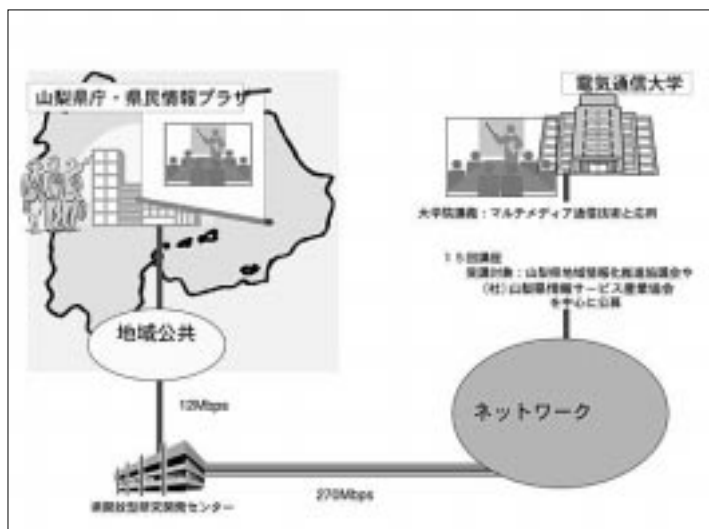 山梨県庁・県民情報プラザ
電気通信大学
大学院講義：マルチメディア通信技術と応用
15回講座
受講対象：山梨県地域情報化推進協議会や
(社)山梨県情報サービス産業協会
を中心に公募
地域公共
12Mbps
ネットワーク
270Mbps
開放型研究開発センター